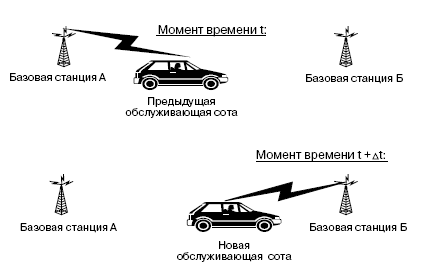 Момент времени t:
Базовая станция А
Базовая станция Б
Предыдущая
обслуживающая сота
Момент времени t +Δt:
Базовая станция А
Базовая станция Б
Новая
обслуживающая сота